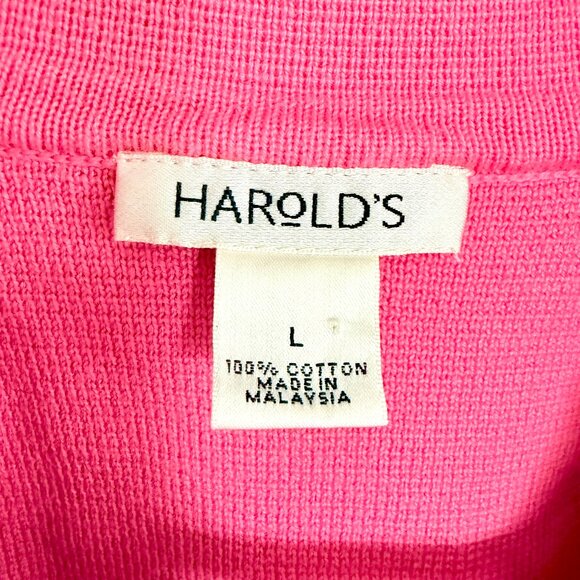 HAROLD'S
L
100% COTTON
MADE IN
MALAYSIA